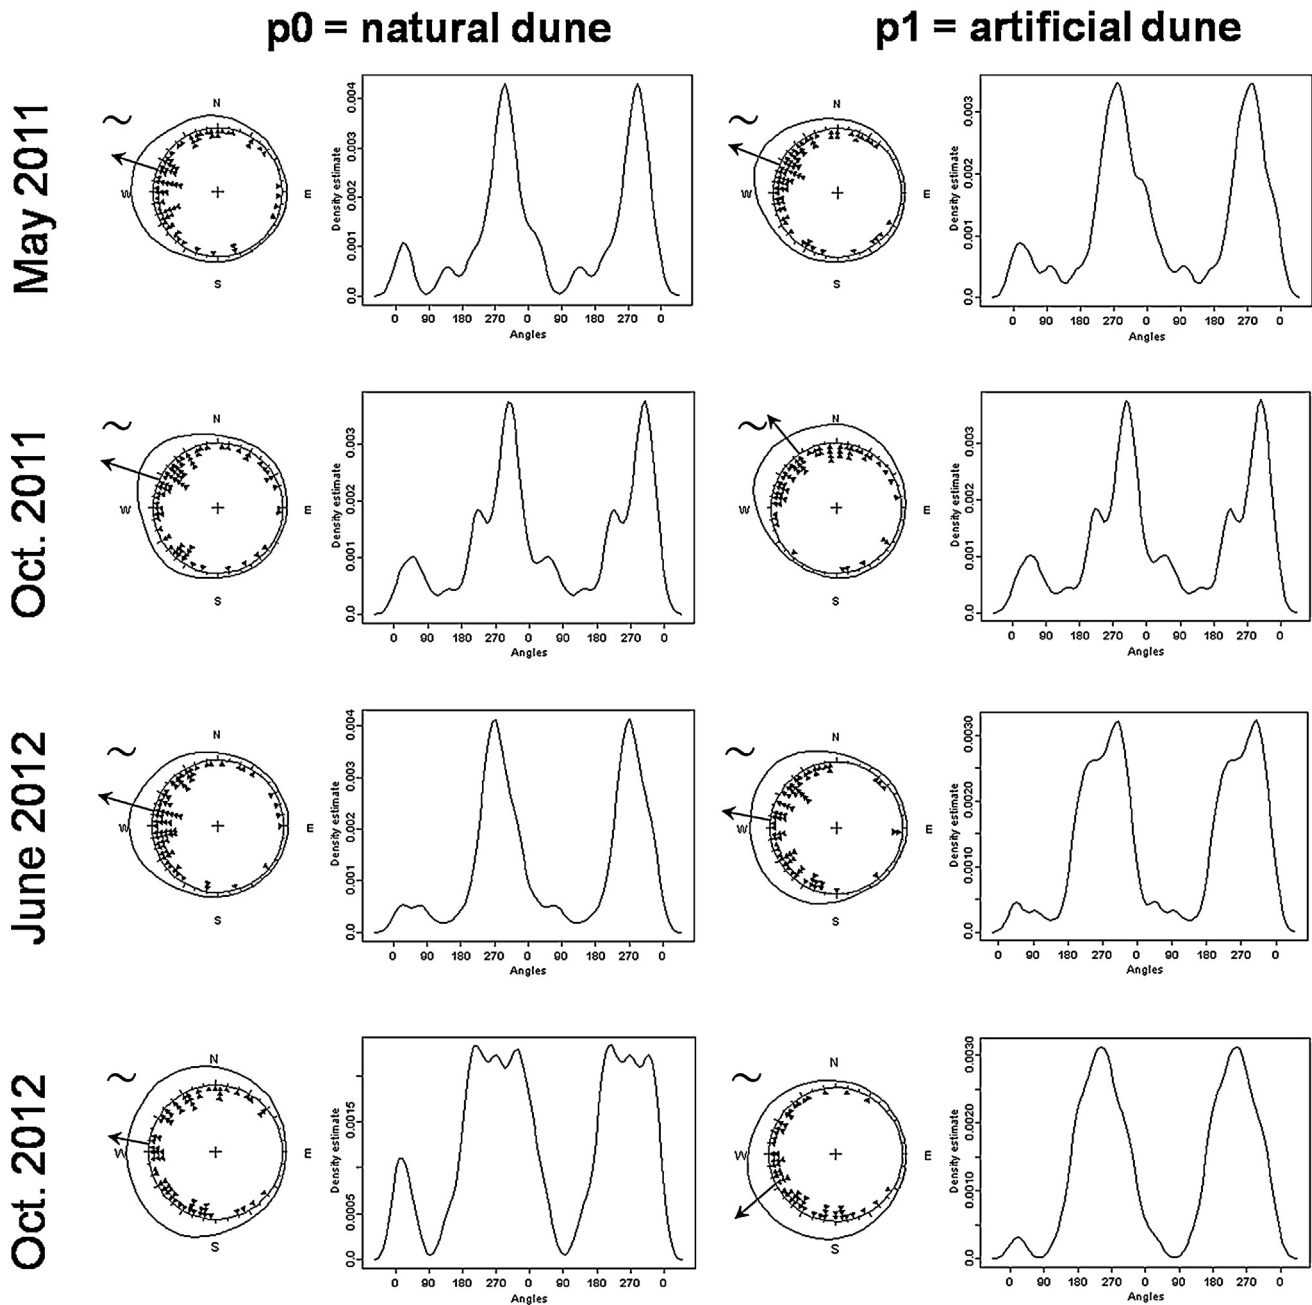 p0 = natural dune p1 = artificial dune
May 2011
N
W E
S
Density estimate
0.0 0.001 0.002 0.003 0.004
0 90 180 270 0 90 180 270 0
Angles
N
W E
S
Density estimate
0.0 0.001 0.002 0.003
0 90 180 270 0 90 180 270 0
Angles
Oct. 2011
N
W E
S
Density estimate
0.0 0.001 0.002 0.003
0 90 180 270 0 90 180 270 0
Angles
N
W E
S
Density estimate
0.0 0.001 0.002 0.003
0 90 180 270 0 90 180 270 0
Angles
June 2012
N
W E
S
Density estimate
0.0 0.001 0.002 0.003 0.004
0 90 180 270 0 90 180 270 0
Angles
N
W E
S
Density estimate
0.0 0.0010 0.0020 0.0030
0 90 180 270 0 90 180 270 0
Angles
Oct. 2012
N
W E
S
Density estimate
0.0 0.0005 0.0015
0 90 180 270 0 90 180 270 0
Angles
N
W E
S
Density estimate
0.0 0.0010 0.0020 0.0030
0 90 180 270 0 90 180 270 0
Angles